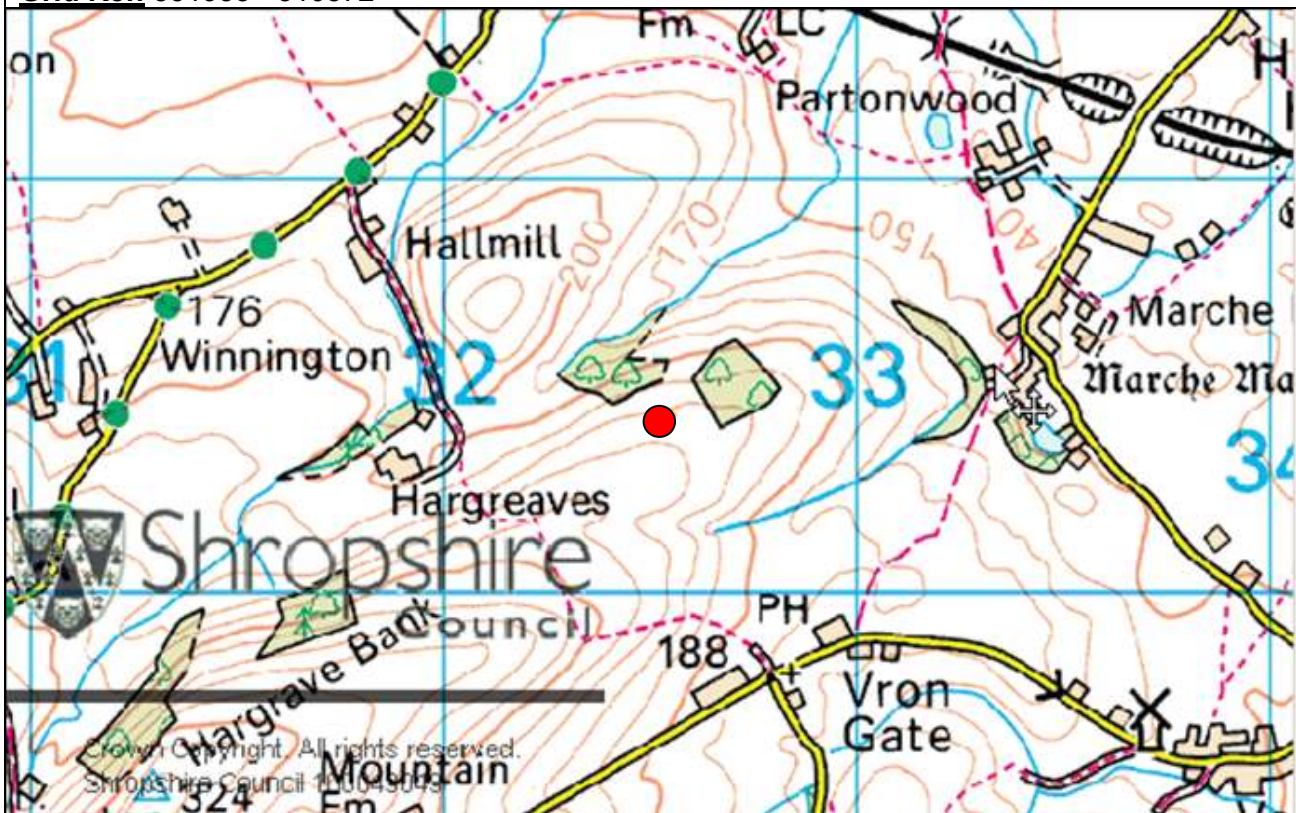 on
Fm
LC
Partonwood
H
Hallmill
200
170
150
140
176
Winnington
31
32
33
Marche
Marche Ma
34
Hargreaves
Shropshire
Council
PH
188
Hargrave Bank
Vron
Gate
Crown Copyright. All rights reserved.
Mountain
Shropshire Council
324
Fm